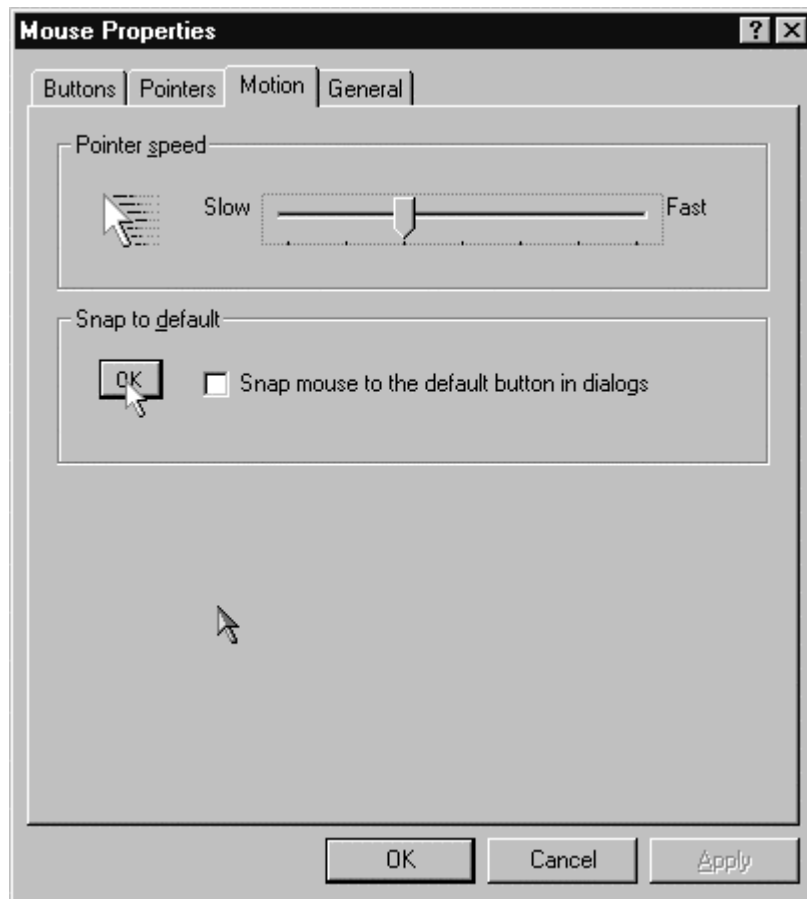 Mouse Properties
Buttons Pointers Motion General
Pointer speed
Slow Fast
Snap to default
OK Snap mouse to the default button in dialogs
OK Cancel Apply